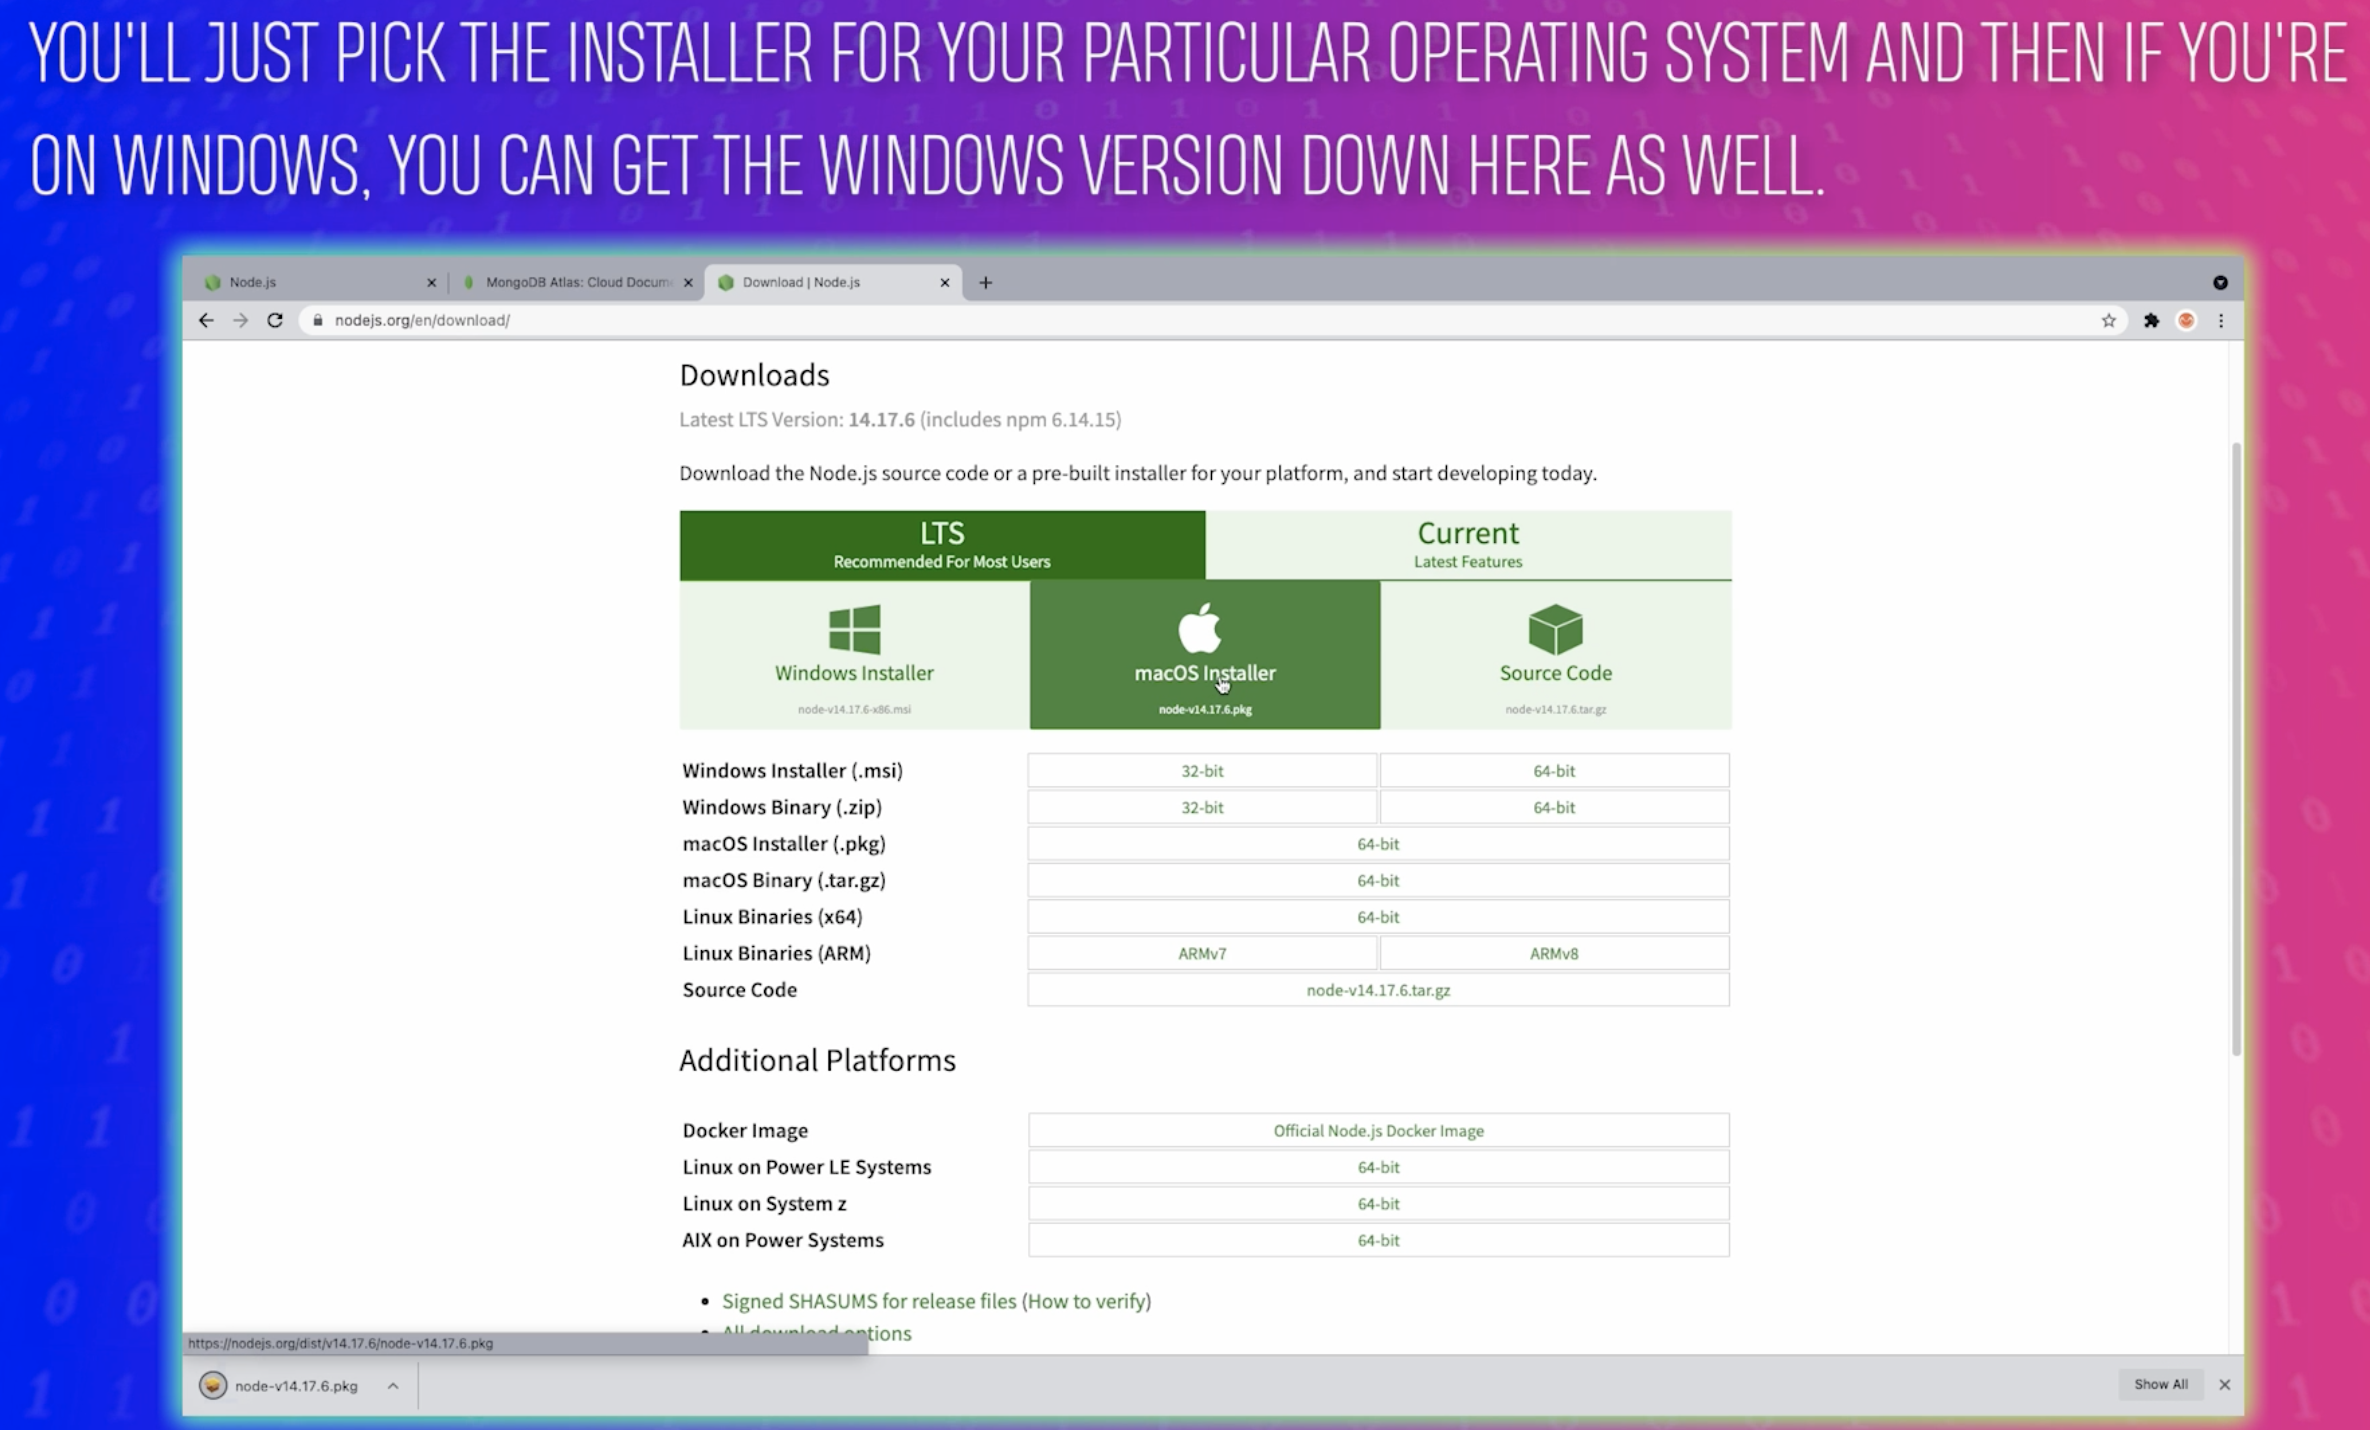 YOU'LL JUST PICK THE INSTALLER FOR YOUR PARTICULAR OPERATING SYSTEM AND THEN IF YOU'RE
ON WINDOWS, YOU CAN GET THE WINDOWS VERSION DOWN HERE AS WELL.
Node.js
MongoDB Atlas: Cloud Docum
Download | Node.js
nodejs.org/en/download/
Downloads
Latest LTS Version: 14.17.6 (includes npm 6.14.15)
Download the Node.js source code or a pre-built installer for your platform, and start developing today.
LTS
Recommended For Most Users
Current
Latest Features
Windows Installer
node-v14.17.6-x86.msi
macOS Installer
node-v14.17.6.pkg
Source Code
node-v14.17.6.tar.gz
Windows Installer (.msi) 32-bit 64-bit
Windows Binary (.zip) 32-bit 64-bit
macOS Installer (.pkg) 64-bit
macOS Binary (.tar.gz) 64-bit
Linux Binaries (x64) 64-bit
Linux Binaries (ARM) ARMv7 ARMv8
Source Code node-v14.17.6.tar.gz
Additional Platforms
Docker Image Official Node.js Docker Image
Linux on Power LE Systems 64-bit
Linux on System z 64-bit
AIX on Power Systems 64-bit
Signed SHASUMS for release files (How to verify)
All download options
https://nodejs.org/dist/v14.17.6/node-v14.17.6.pkg
node-v14.17.6.pkg
Show All